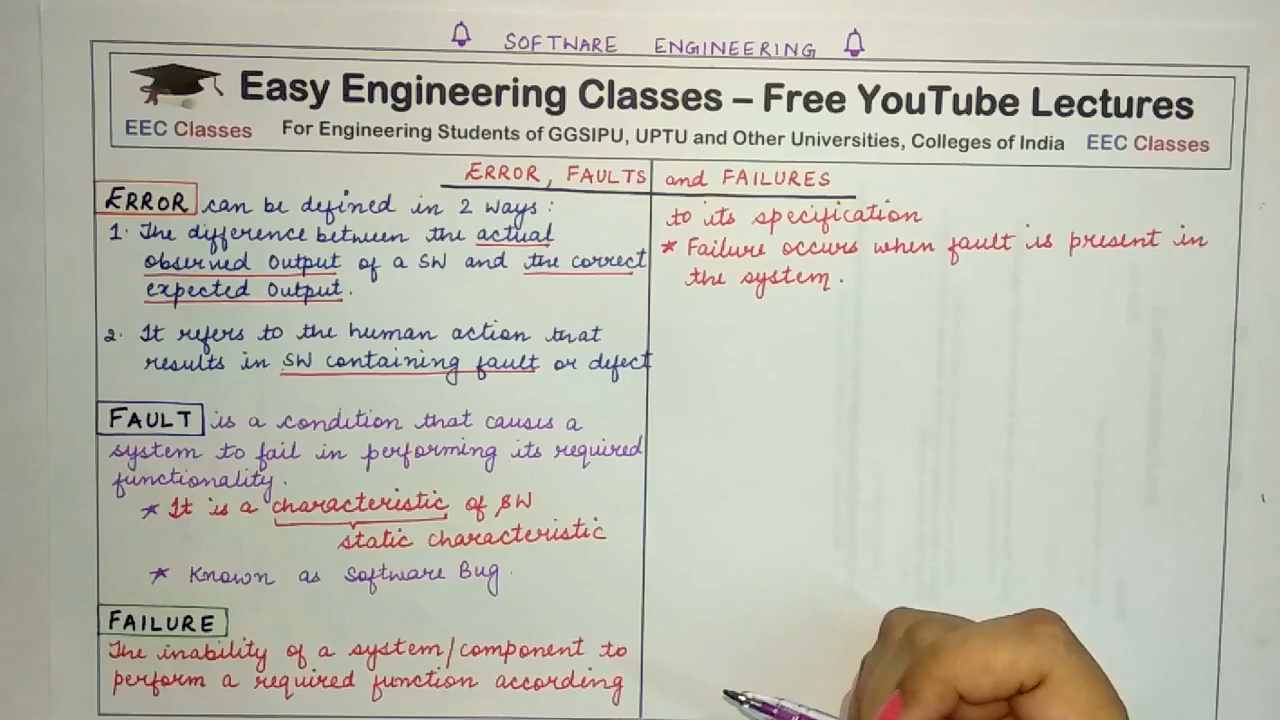 SOFTWARE ENGINEERING
Easy Engineering Classes – Free YouTube Lectures
EEC Classes For Engineering Students of GGSIPU, UPTU and Other Universities, Colleges of India EEC Classes
ERROR, FAULTS and FAILURES
ERROR can be defined in 2 ways:
1. The difference between the actual
observed output of a SW and the correct
expected output.
2. It refers to the human action that
results in SW containing fault or defect
FAULT is a condition that causes a
system to fail in performing its required
functionality.
* It is a characteristic of SW
static characteristic
* Known as Software Bug.
FAILURE
The inability of a system/component to
perform a required function according
to its specification
* Failure occurs when fault is present in
the system.